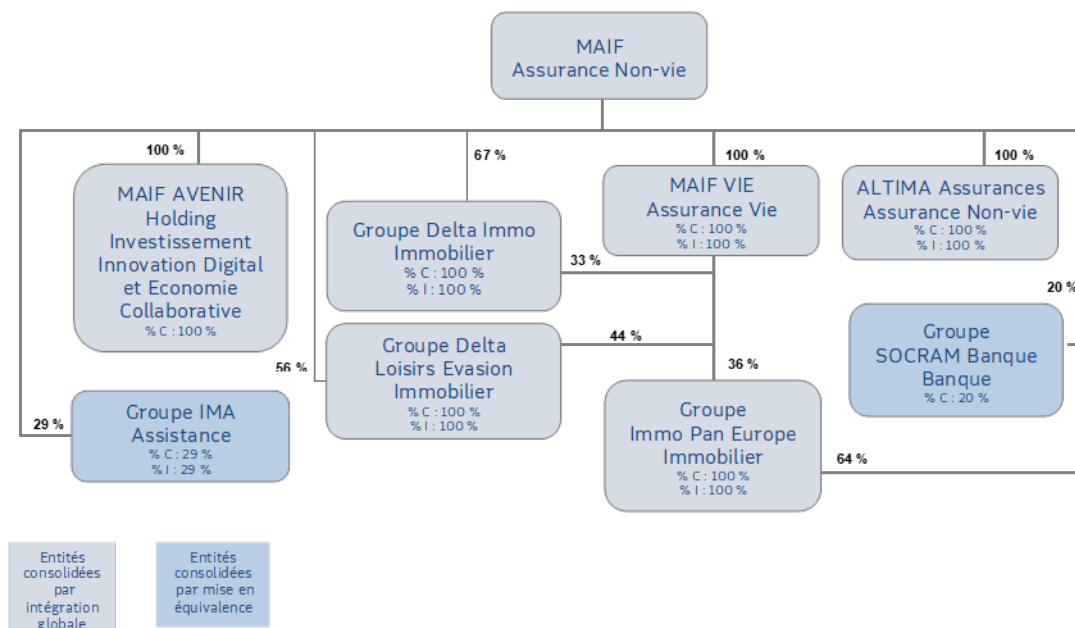 MAIF
Assurance Non-vie
100 %
67 %
100 %
100 %
MAIF AVENIR
Holding
Investissement
Innovation Digital
et Economie
Collaborative
% C : 100 %
Groupe Delta Immo
Immobilier
% C : 100 %
% I : 100 %
33 %
MAIF VIE
Assurance Vie
% C : 100 %
% I : 100 %
ALTIMA Assurances
Assurance Non-vie
% C : 100 %
% I : 100 %
20 %
56 %
Groupe Delta
Loisirs Evasion
Immobilier
% C : 100 %
% I : 100 %
44 %
36 %
Groupe
SOCRAM Banque
Banque
% C : 20 %
29 %
Groupe IMA
Assistance
% C : 29 %
% I : 29 %
Groupe
Immo Pan Europe
Immobilier
% C : 100 %
% I : 100 %
64 %
Entités
consolidées
par
intégration
globale
Entités
consolidées
par mise en
équivalence